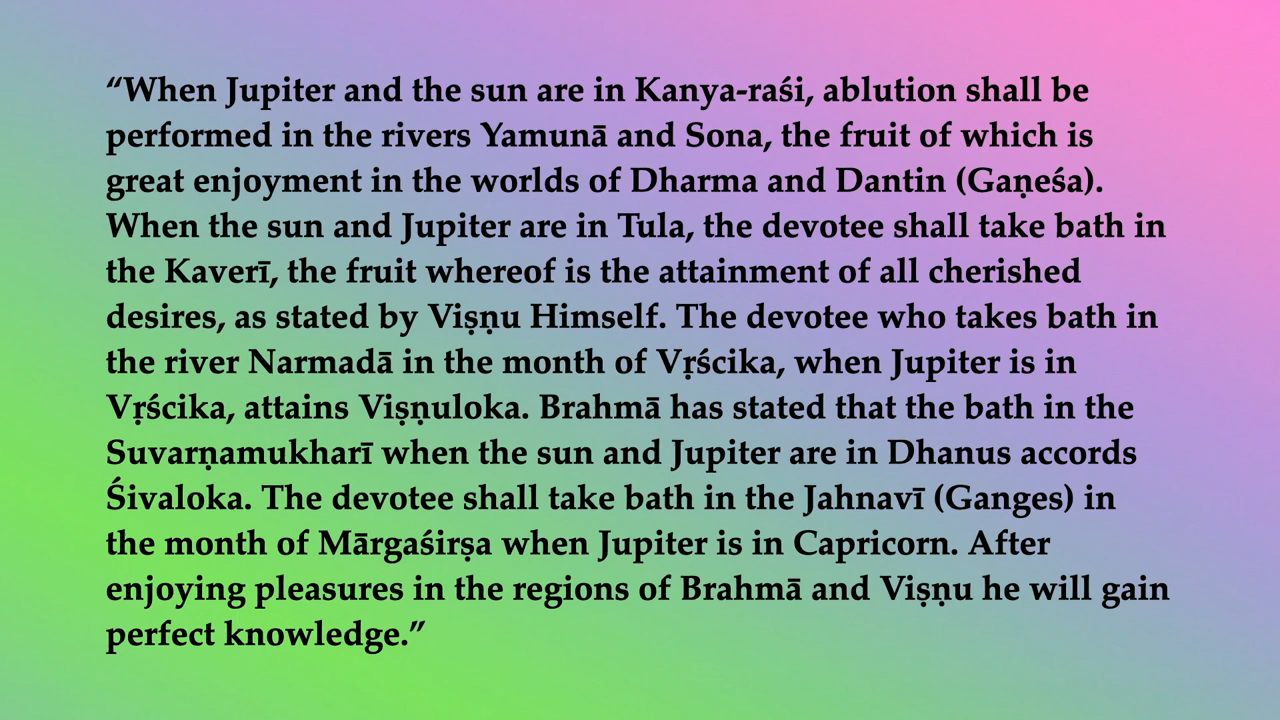 “When Jupiter and the sun are in Kanya-raśi, ablution shall be
performed in the rivers Yamunā and Sona, the fruit of which is
great enjoyment in the worlds of Dharma and Dantin (Gaṇeśa).
When the sun and Jupiter are in Tula, the devotee shall take bath in
the Kaverī, the fruit whereof is the attainment of all cherished
desires, as stated by Viṣṇu Himself. The devotee who takes bath in
the river Narmadā in the month of Vṛścika, when Jupiter is in
Vṛścika, attains Viṣṇuloka. Brahmā has stated that the bath in the
Suvarṇamukharī when the sun and Jupiter are in Dhanus accords
Śivaloka. The devotee shall take bath in the Jahnavī (Ganges) in
the month of Mārgaśirṣa when Jupiter is in Capricorn. After
enjoying pleasures in the regions of Brahmā and Viṣṇu he will gain
perfect knowledge.”